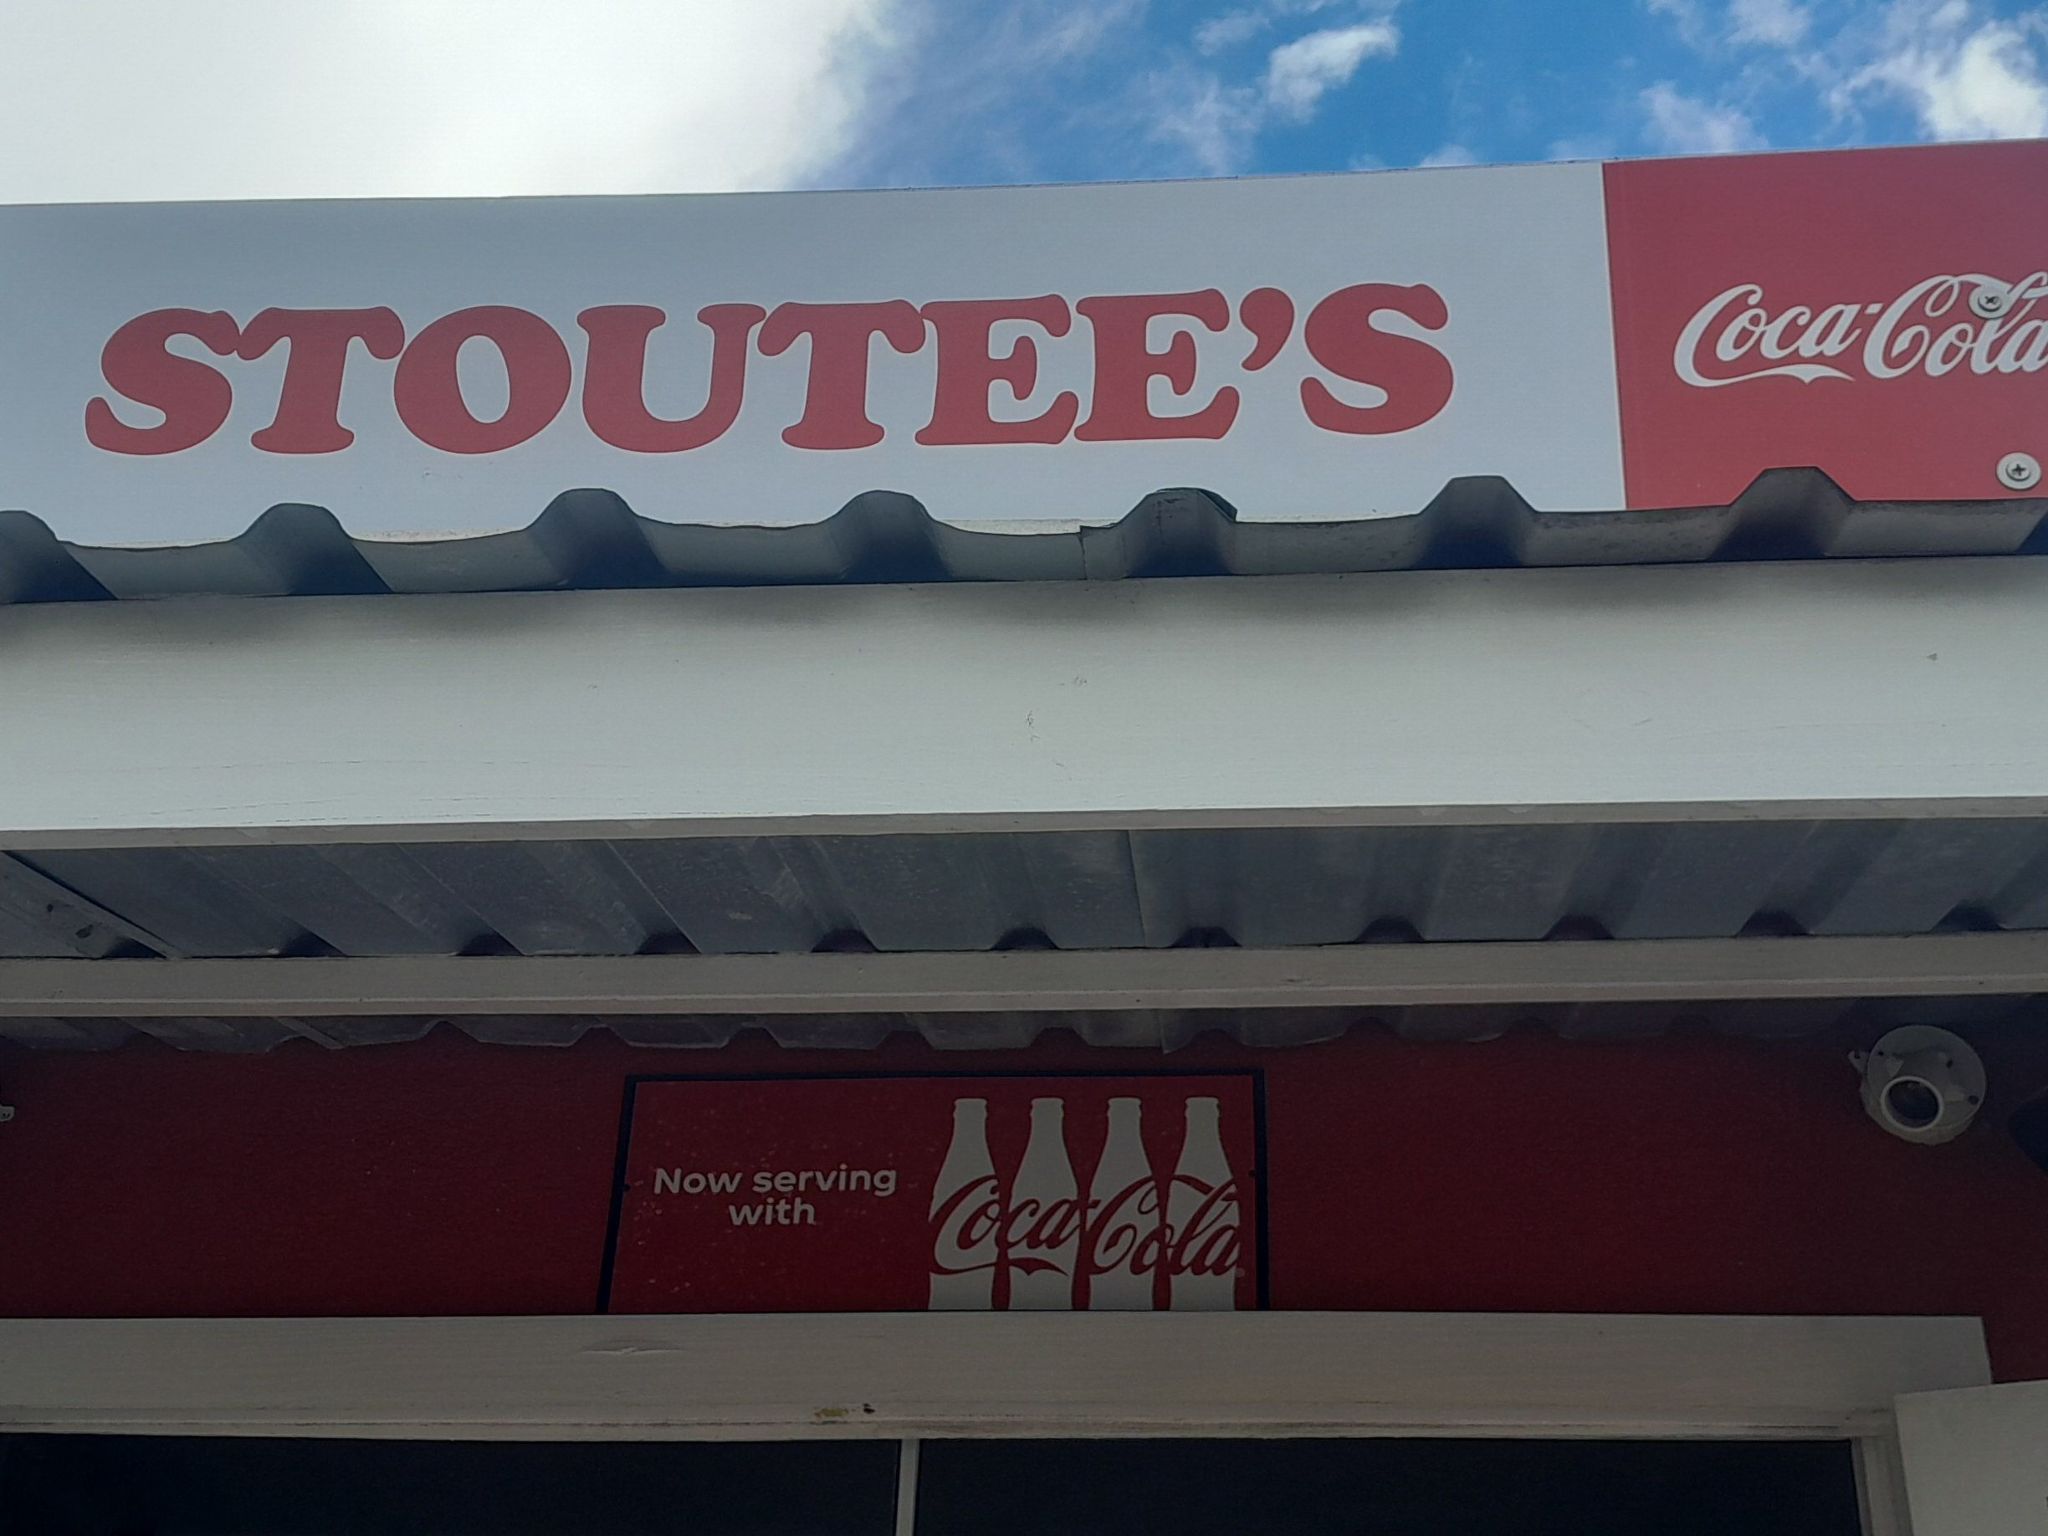 STOUTEE'S
Coca-Cola
Now serving
with
Coca-Cola